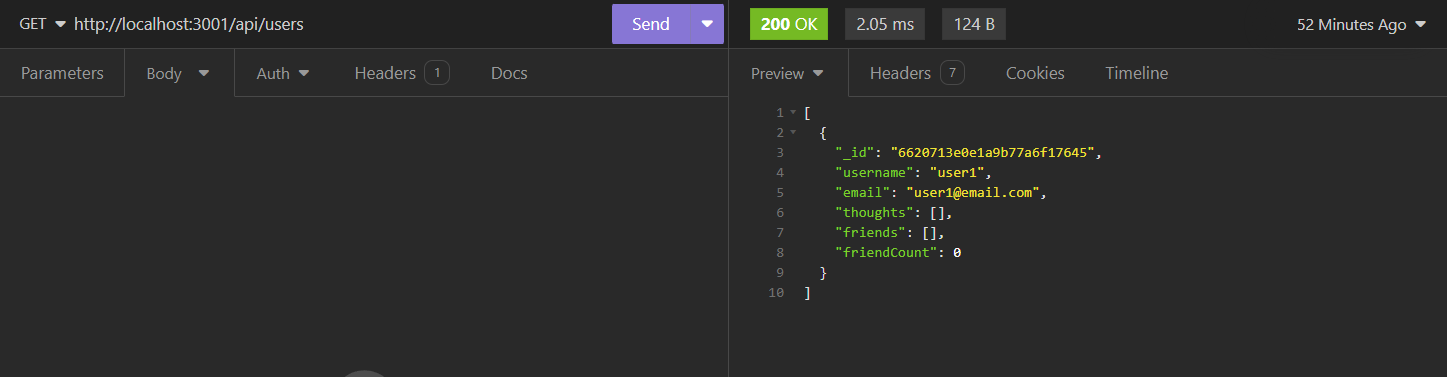 GET http://localhost:3001/api/users Send 200 OK 2.05 ms 124 B 52 Minutes Ago
Parameters Body Auth Headers 1 Docs Preview Headers 7 Cookies Timeline
1 [
2 {
3 "_id": "6620713e0e1a9b77a6f17645",
4 "username": "user1",
5 "email": "user1@email.com",
6 "thoughts": [],
7 "friends": [],
8 "friendCount": 0
9 }
10 ]